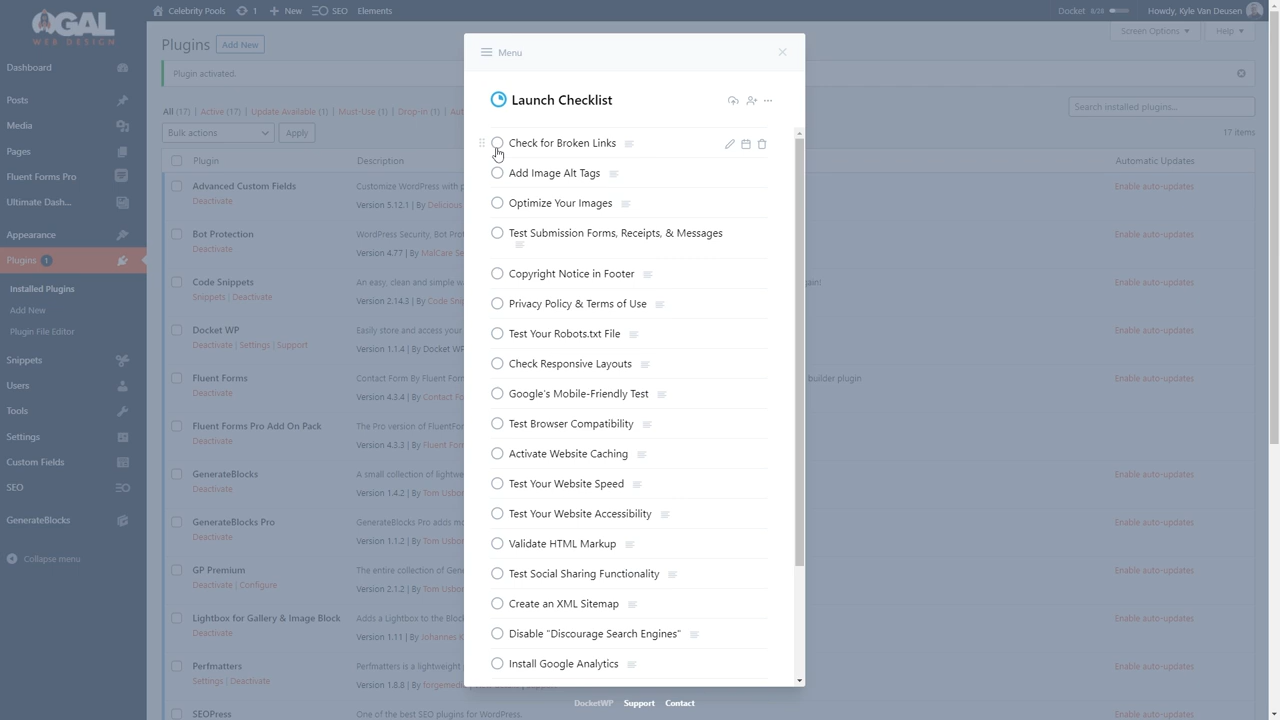 Celebrity Pools
1
New
SEO
Elements
Docket 8/28
Howdy, Kyle Van Deusen
OGAL
WEB DESIGN
Plugins
Add New
Screen Options
Help
Plugin activated.
Dashboard
Posts
Media
Pages
Fluent Forms Pro
Ultimate Dash...
Appearance
Plugins 1
Installed Plugins
Add New
Plugin File Editor
Snippets
Users
Tools
Settings
Custom Fields
SEO
GenerateBlocks
Collapse menu
All (17) | Active (17) | Update Available (1) | Must-Use (1) | Drop-in (1) |
Search installed plugins...
Bulk actions
Apply
17 items
Plugin
Description
Automatic Updates
Advanced Custom Fields
Deactivate
Customize WordPress with
Version 5.12.1 | By Delicious
Enable auto-updates
Bot Protection
Deactivate
WordPress Security, Bot
Version 4.77 | By MalCare
Enable auto-updates
Code Snippets
Snippets | Deactivate
An easy, clean and simple
Version 2.14.3 | By Code
Enable auto-updates
Docket WP
Deactivate | Settings | Support
Easily store and access your
Version 1.1.4 | By Docket
Enable auto-updates
Fluent Forms
Deactivate
Contact Form By Fluent
builder plugin
Version 4.3.4 | By Contact
Enable auto-updates
Fluent Forms Pro Add On Pack
Deactivate
The Pro version of
Version 4.3.3 | By Fluent
Enable auto-updates
GenerateBlocks
Deactivate
A small collection of
Version 1.4.2 | By Tom
Enable auto-updates
GenerateBlocks Pro
Deactivate
GenerateBlocks Pro adds
Version 1.1.2 | By Tom
Enable auto-updates
GP Premium
Deactivate | Configure
The entire collection of
Version 2.1.2 | By Tom
Enable auto-updates
Lightbox for Gallery & Image Block
Deactivate
Adds a Lightbox to the
Version 1.11 | By Johannes
Enable auto-updates
Perfmatters
Settings | Deactivate
Perfmatters is a lightweight
Version 1.8.8 | By
Enable auto-updates
SEOPress
One of the best SEO plugins for WordPress.
Menu
Launch Checklist
Check for Broken Links
Add Image Alt Tags
Optimize Your Images
Test Submission Forms, Receipts, & Messages
Copyright Notice in Footer
Privacy Policy & Terms of Use
Test Your Robots.txt File
Check Responsive Layouts
Google's Mobile-Friendly Test
Test Browser Compatibility
Activate Website Caching
Test Your Website Speed
Test Your Website Accessibility
Validate HTML Markup
Test Social Sharing Functionality
Create an XML Sitemap
Disable "Discourage Search Engines"
Install Google Analytics
DocketWP
Support
Contact